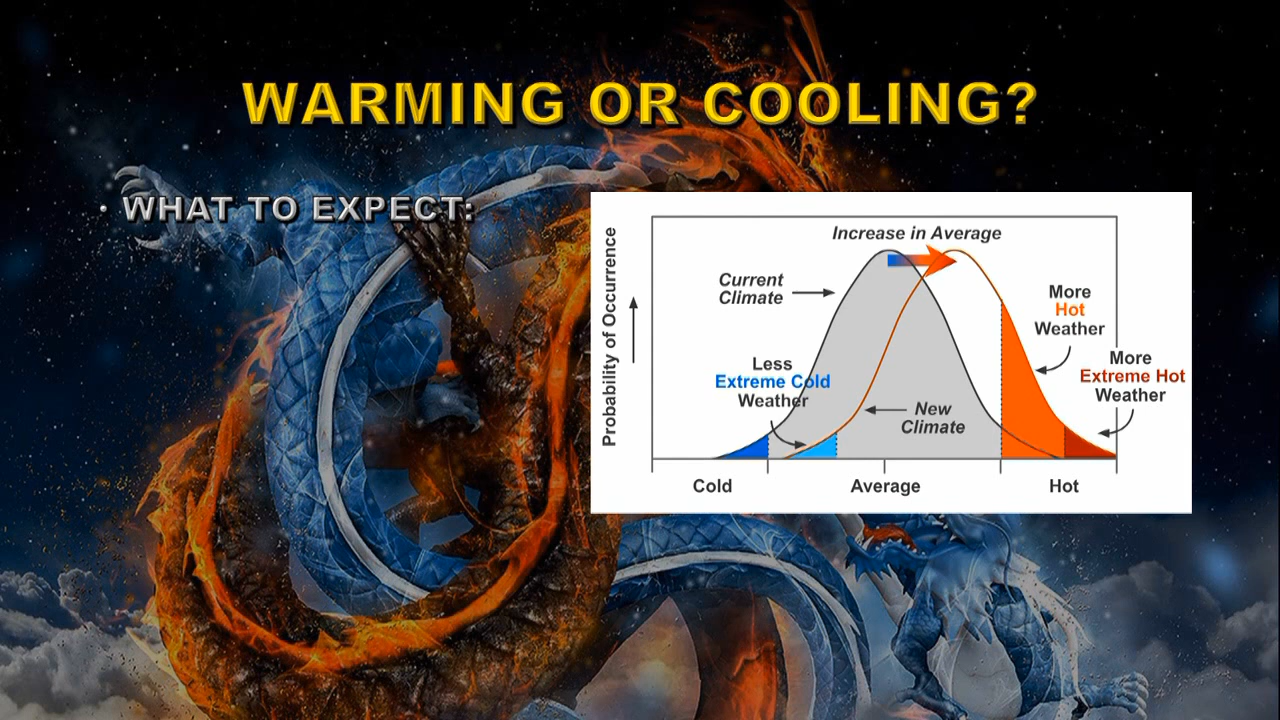 WARMING OR COOLING?
• WHAT TO EXPECT:
Increase in Average
Current
Climate
More
Hot
Weather
Less
Extreme Cold
Weather
More
Extreme Hot
Weather
New
Climate
Probability of Occurrence
Cold
Average
Hot